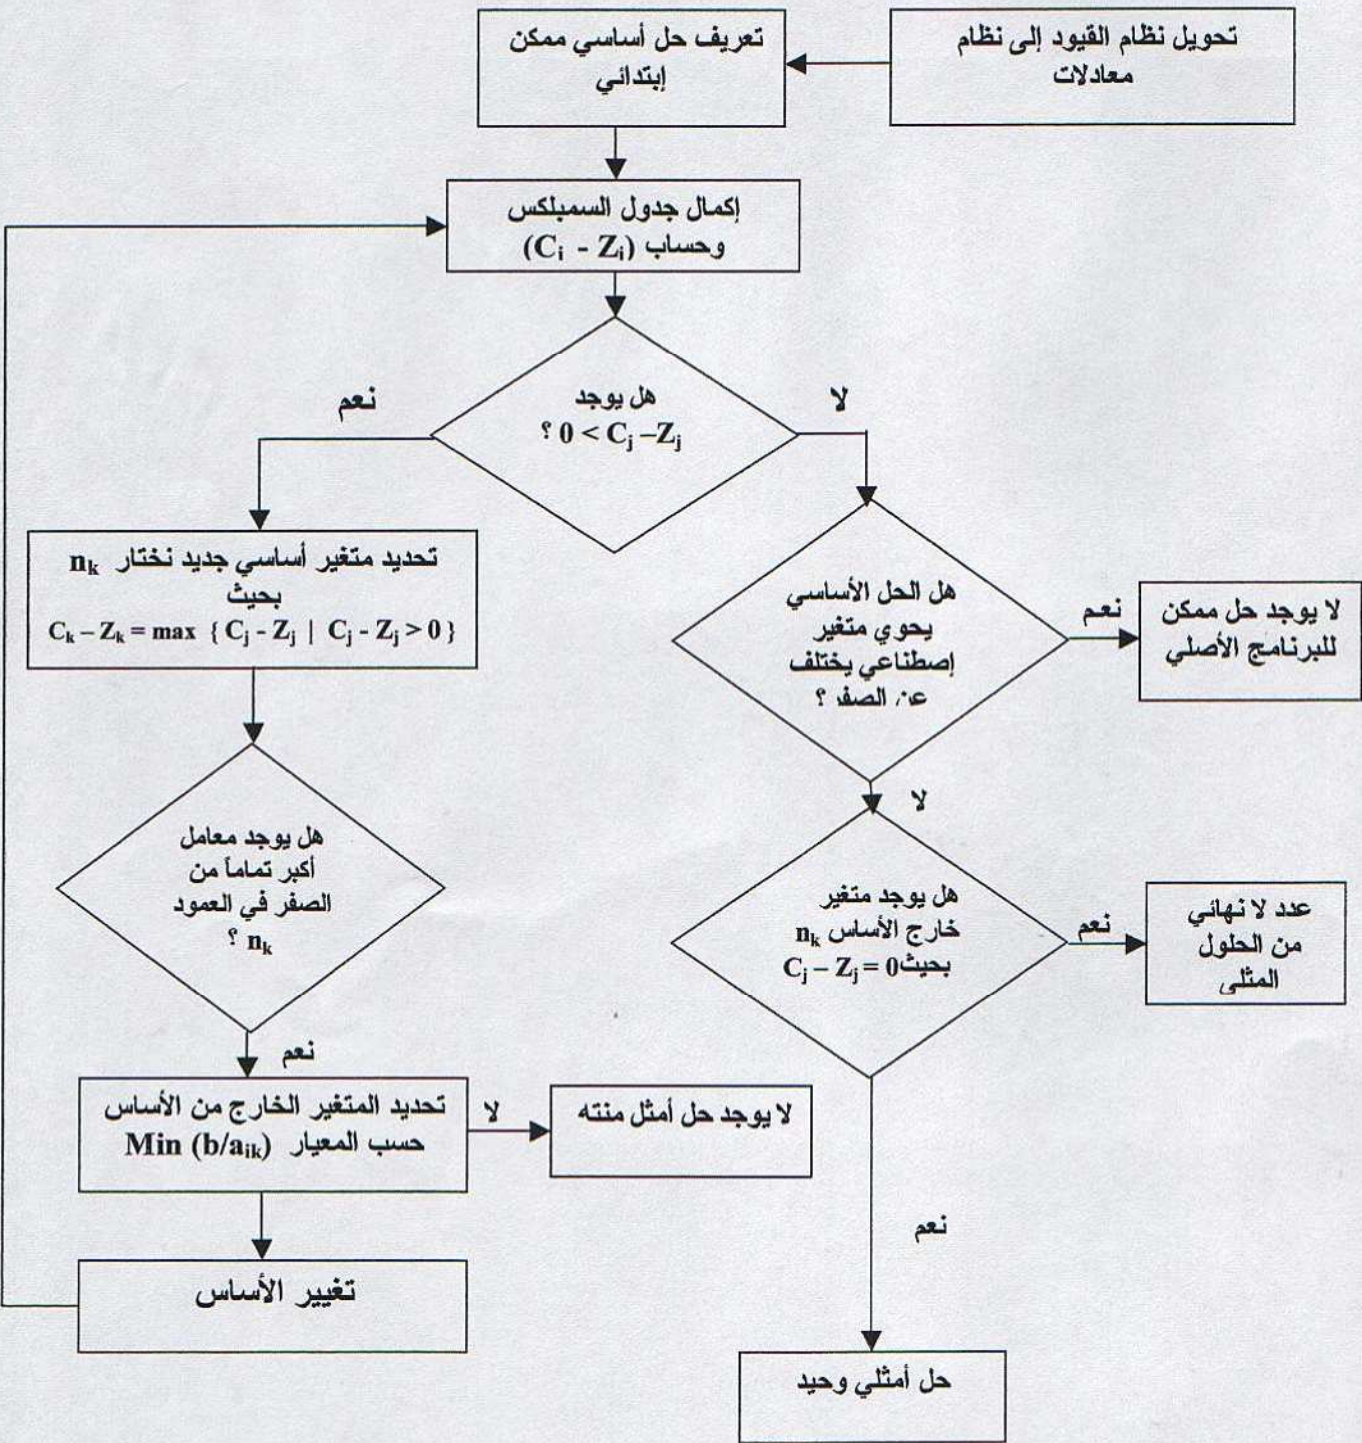 تحويل نظام القيود إلى نظام
معادلات
تعريف حل أساسي ممكن
إبتدائي
إكمال جدول السمبلكس
وحساب (Cᵢ - Zᵢ)
هل يوجد
؟ 0 < Cⱼ –Zⱼ
نعم
لا
تحديد متغير أساسي جديد نختار nₖ
بحيث
Cₖ – Zₖ = max { Cⱼ - Zⱼ | Cⱼ - Zⱼ > 0 }
هل يوجد معامل
أكبر تماماً من
الصفر في العمود
nₖ ؟
نعم
تحديد المتغير الخارج من الأساس
حسب المعيار Min (b/aᵢₖ)
لا
لا يوجد حل أمثل منته
تغيير الأساس
هل الحل الأساسي
يحوي متغير
إصطناعي يختلف
عن الصفر ؟
نعم
لا يوجد حل ممكن
للبرنامج الأصلي
لا
هل يوجد متغير
خارج الأساس nₖ
بحيث Cⱼ – Zⱼ = 0
نعم
عدد لا نهائي
من الحلول
المثلى
نعم
حل أمثلي وحيد